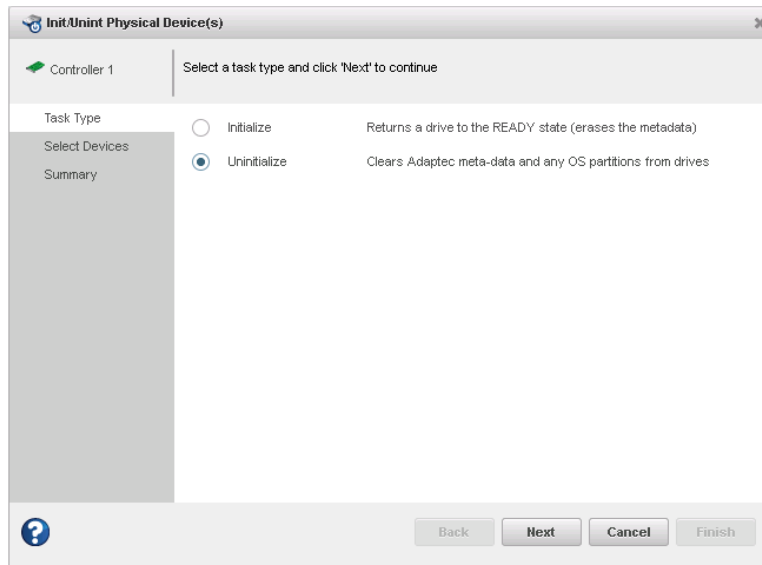 Init/Unint Physical Device(s)
Controller 1
Select a task type and click 'Next' to continue
Task Type
Select Devices
Summary
Initialize Returns a drive to the READY state (erases the metadata)
Uninitialize Clears Adaptec meta-data and any OS partitions from drives
? Back Next Cancel Finish